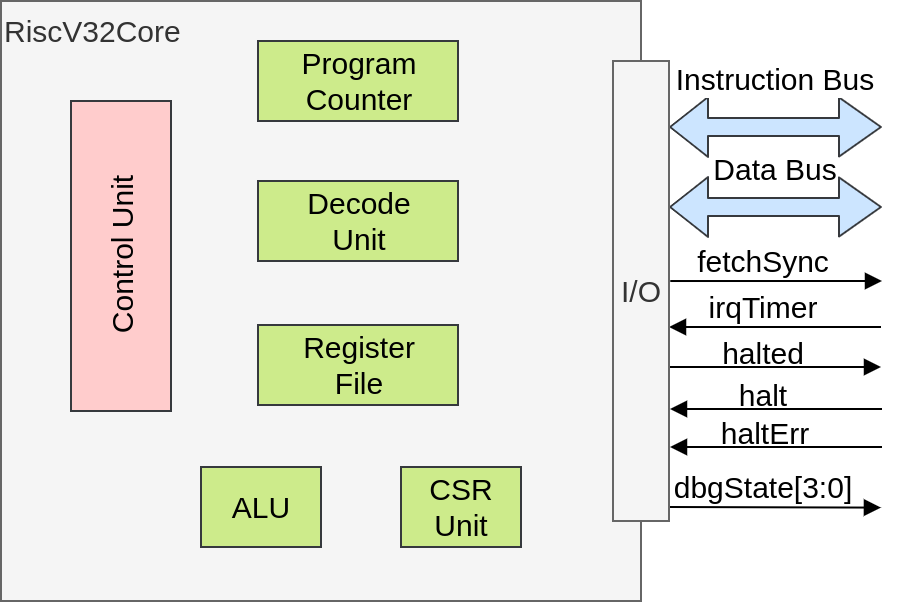 RiscV32Core
Program
Counter
Control Unit
Decode
Unit
Register
File
ALU
CSR
Unit
I/O
Instruction Bus
Data Bus
fetchSync
irqTimer
halted
halt
haltErr
dbgState[3:0]